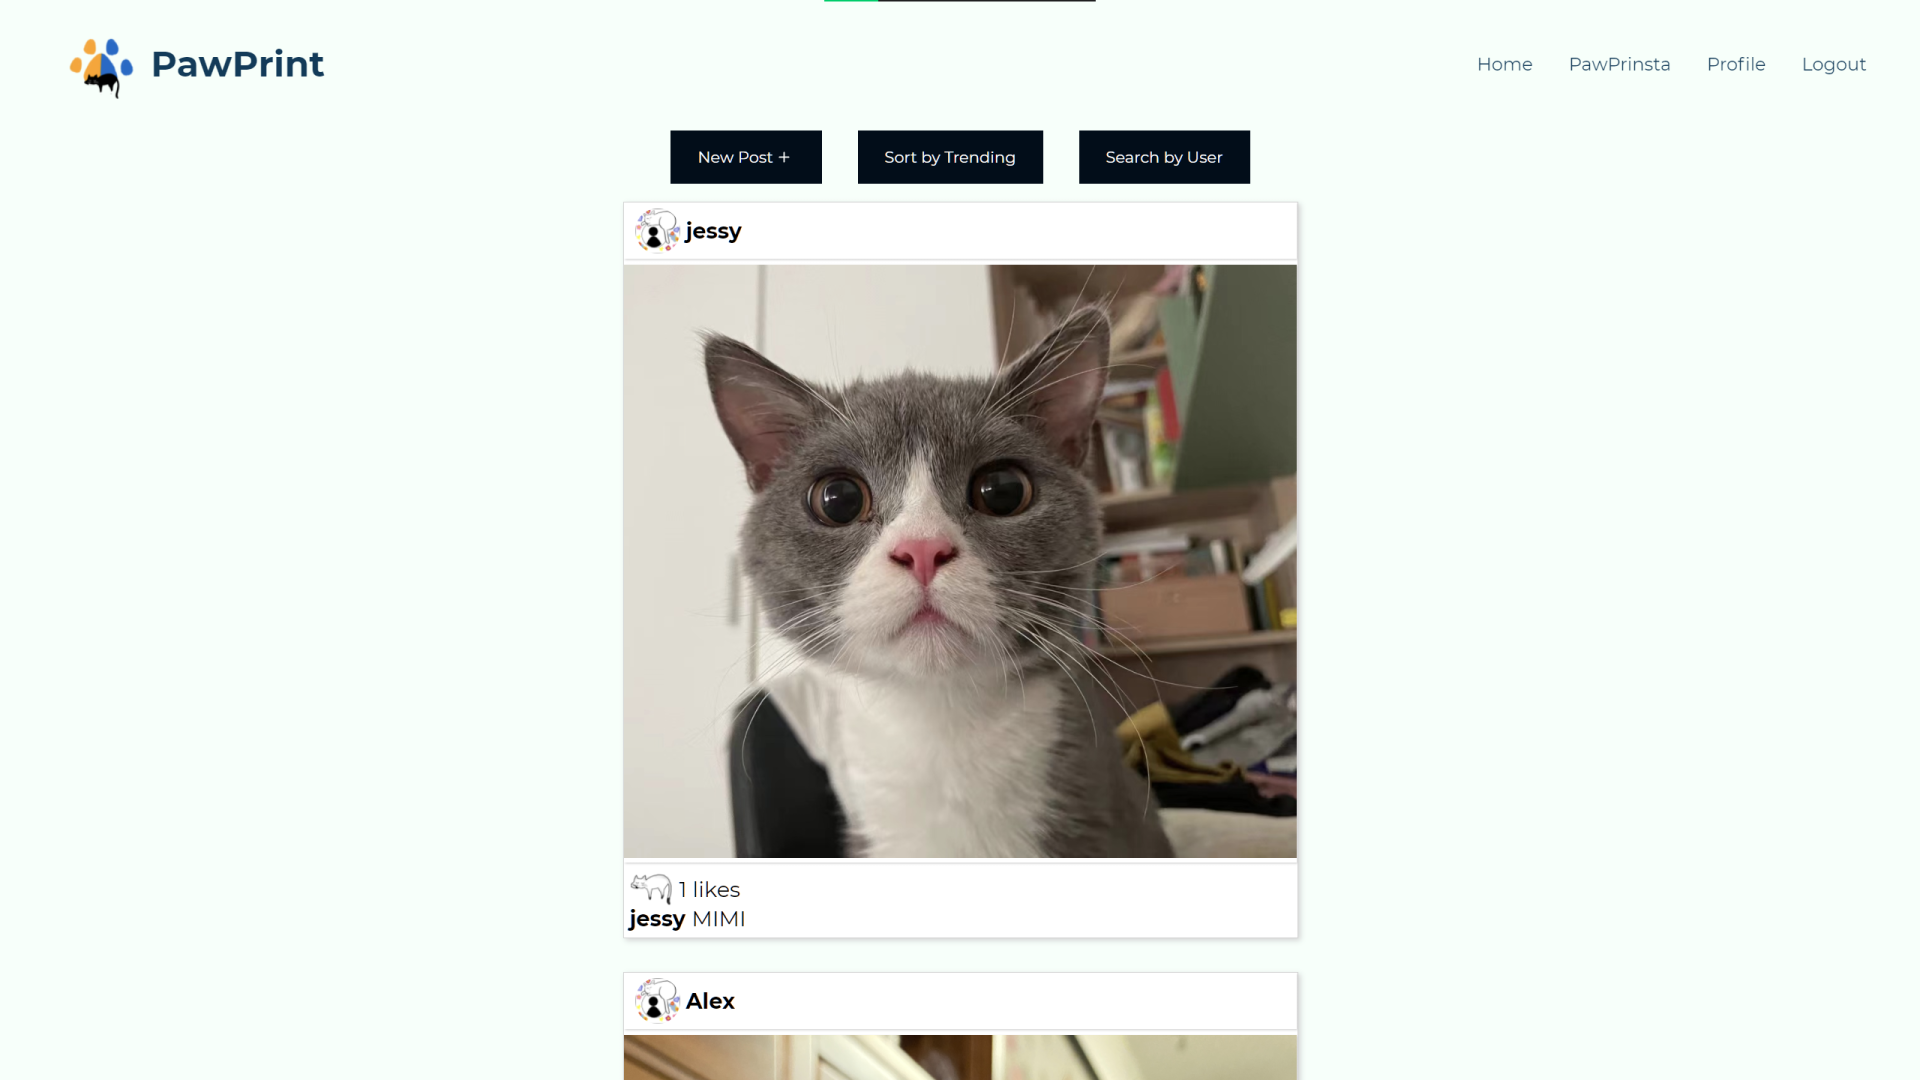 PawPrint
Home PawPrinsta Profile Logout
New Post + Sort by Trending Search by User
jessy
1 likes
jessy MIMI
Alex